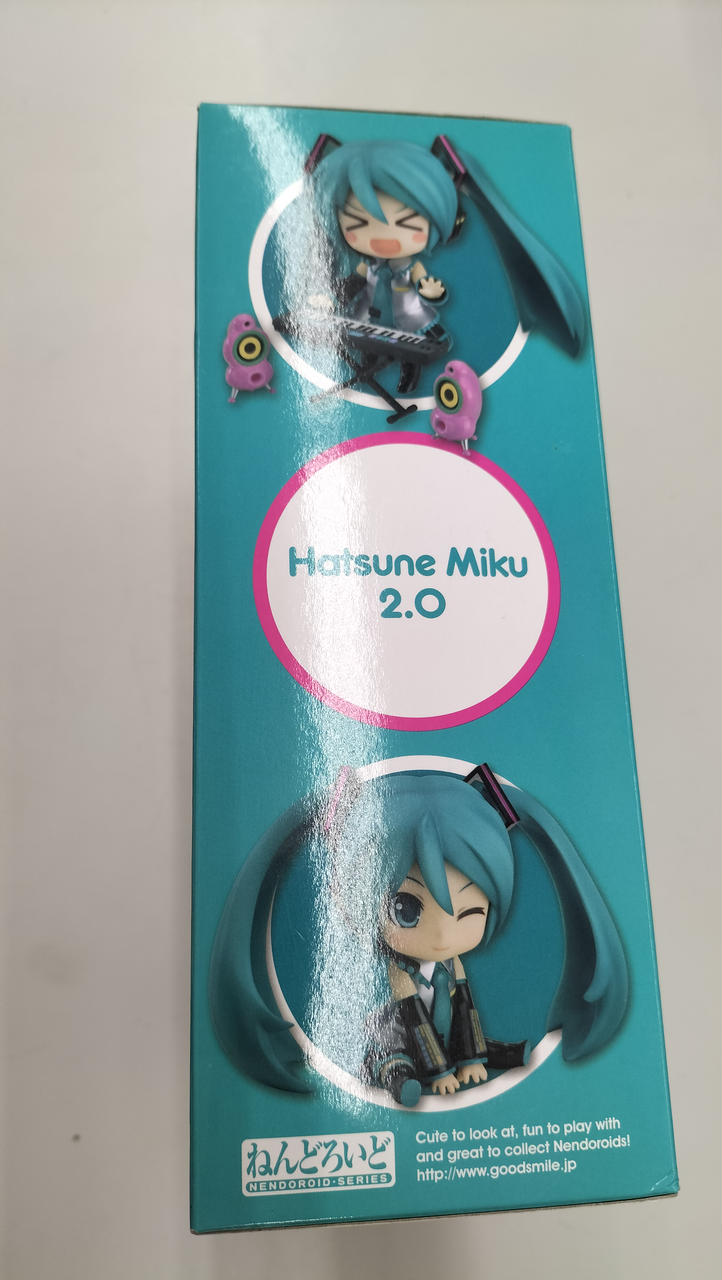 Hatsune Miku
2.0
ねんどろいど
NENDOROID·SERIES
Cute to look at, fun to play with
and great to collect Nendoroids!
http://www.goodsmile.jp